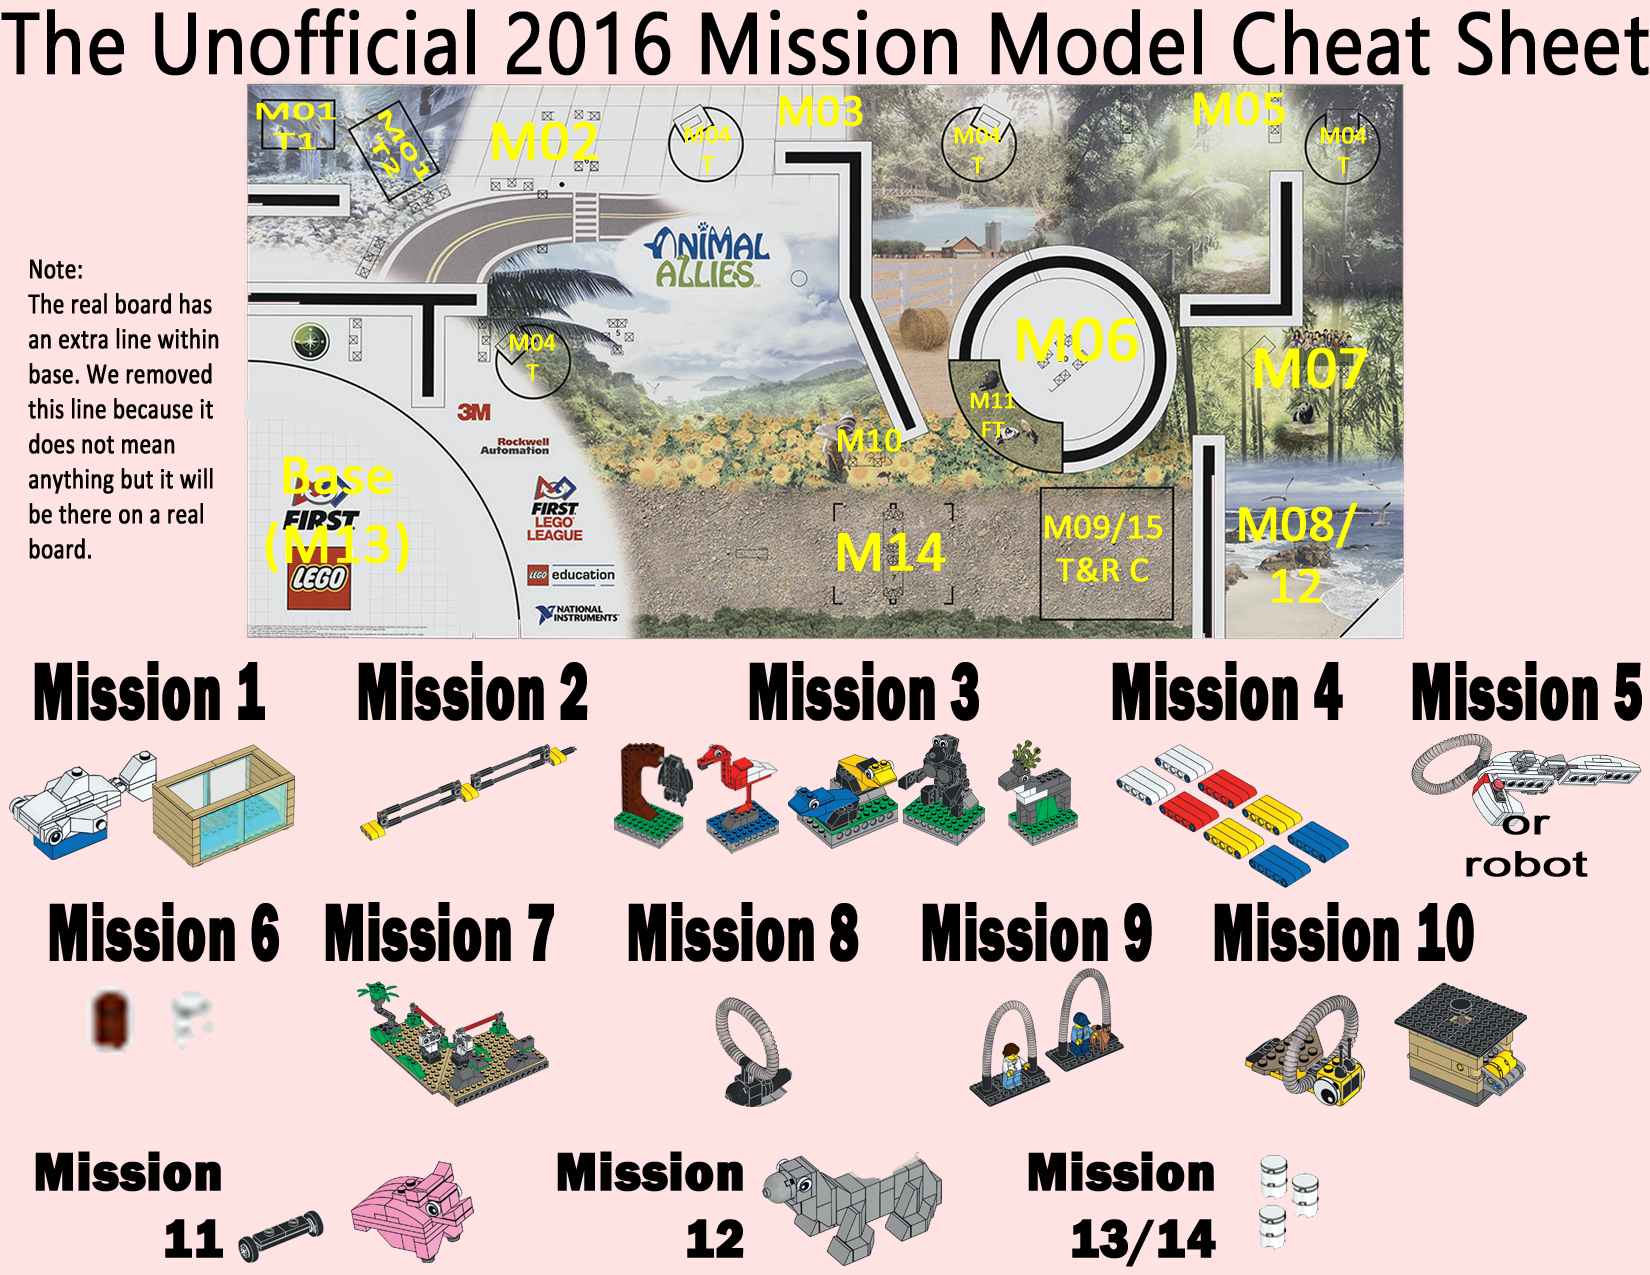 The Unofficial 2016 Mission Model Cheat Sheet
M01
T1
M01
T2
M02
M04
T
M03
M04
T
M05
M04
T
ANIMAL
ALLIES
Note:
The real board has
an extra line within
base. We removed
this line because it
does not mean
anything but it will
be there on a real
board.
M04
T
5
M06
M07
3M
Rockwell
Automation
M11
FT
M10
Base
(M13)
FIRST
LEGO
FIRST
LEGO
LEAGUE
LEGO education
NATIONAL
INSTRUMENTS
M14
8
7
M09/15
T&R C
M08/
12
Mission 1
Mission 2
Mission 3
Mission 4
Mission 5
or
robot
Mission 6
Mission 7
Mission 8
Mission 9
Mission 10
Mission
11
Mission
12
Mission
13/14